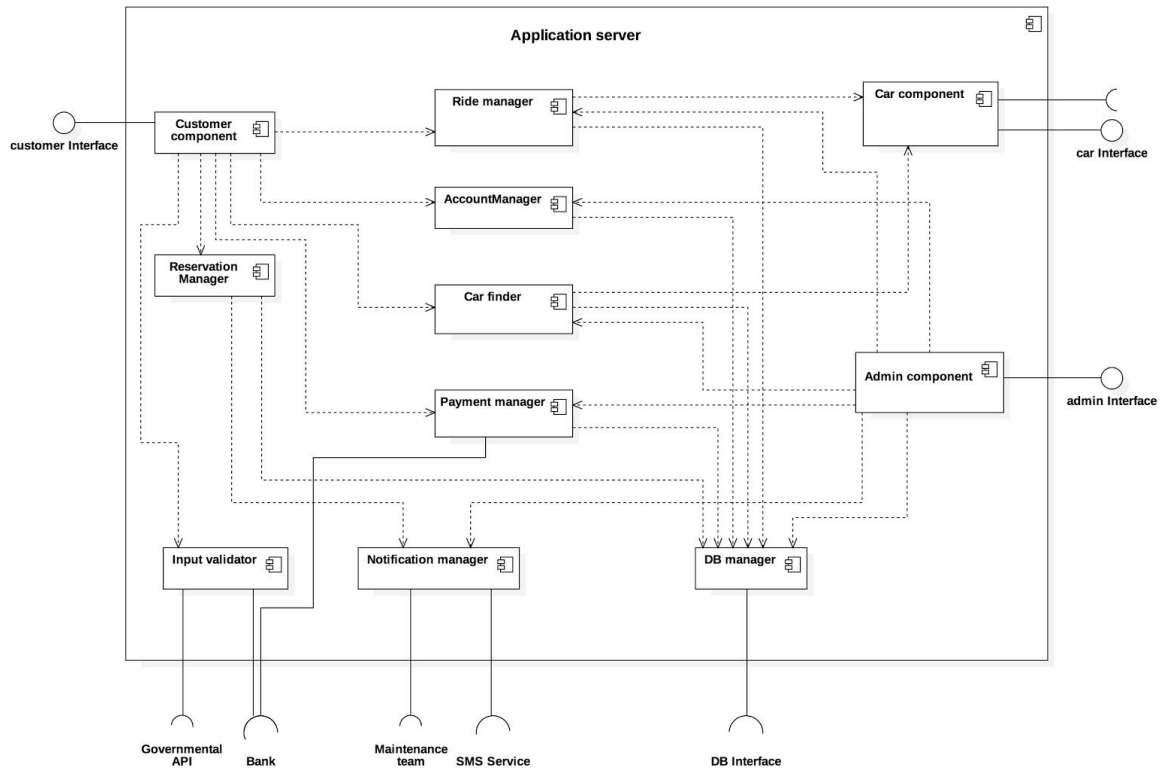 Application server
Ride manager
Car component
Customer
component
customer Interface
car Interface
AccountManager
Reservation
Manager
Car finder
Admin component
Payment manager
admin Interface
Input validator
Notification manager
DB manager
Governmental
API
Bank
Maintenance
team
SMS Service
DB Interface